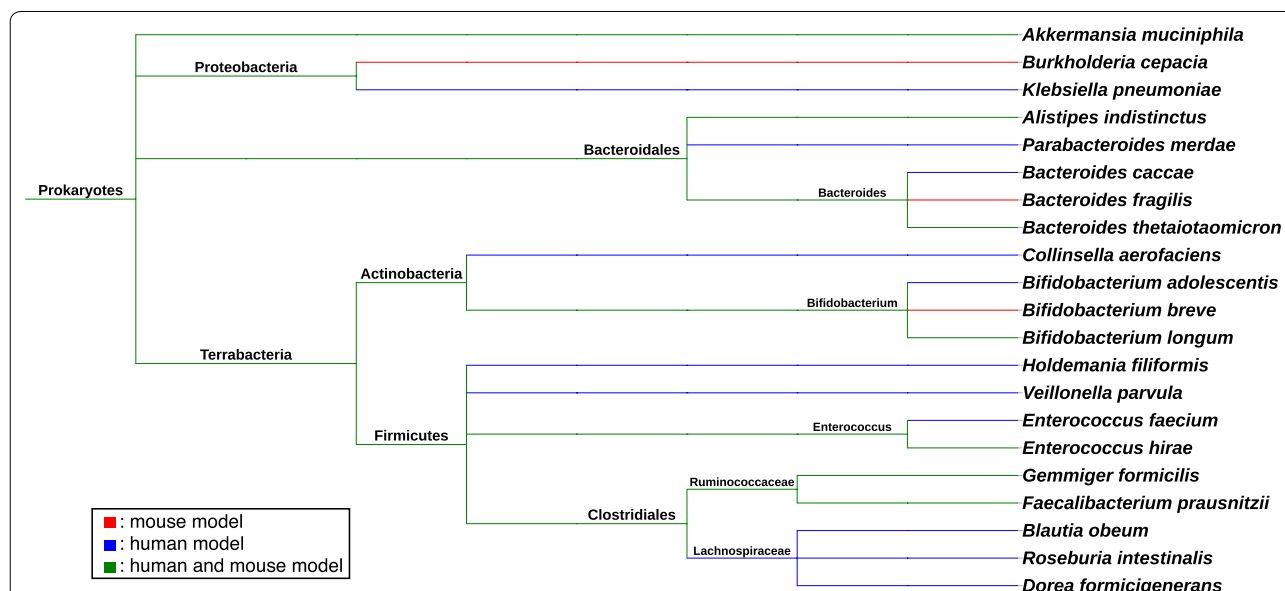 Akkermansia muciniphila
Proteobacteria
Burkholderia cepacia
Klebsiella pneumoniae
Alistipes indistinctus
Bacteroidales
Parabacteroides merdae
Bacteroides caccae
Prokaryotes
Bacteroides
Bacteroides fragilis
Bacteroides thetaiotaomicron
Collinsella aerofaciens
Actinobacteria
Bifidobacterium adolescentis
Bifidobacterium
Bifidobacterium breve
Bifidobacterium longum
Terrabacteria
Holdemania filiformis
Veillonella parvula
Enterococcus faecium
Firmicutes
Enterococcus
Enterococcus hirae
Gemmiger formicilis
Ruminococcaceae
Faecalibacterium prausnitzii
Clostridiales
Blautia obeum
Lachnospiraceae
Roseburia intestinalis
Dorea formicigenerans
: mouse model
: human model
: human and mouse model